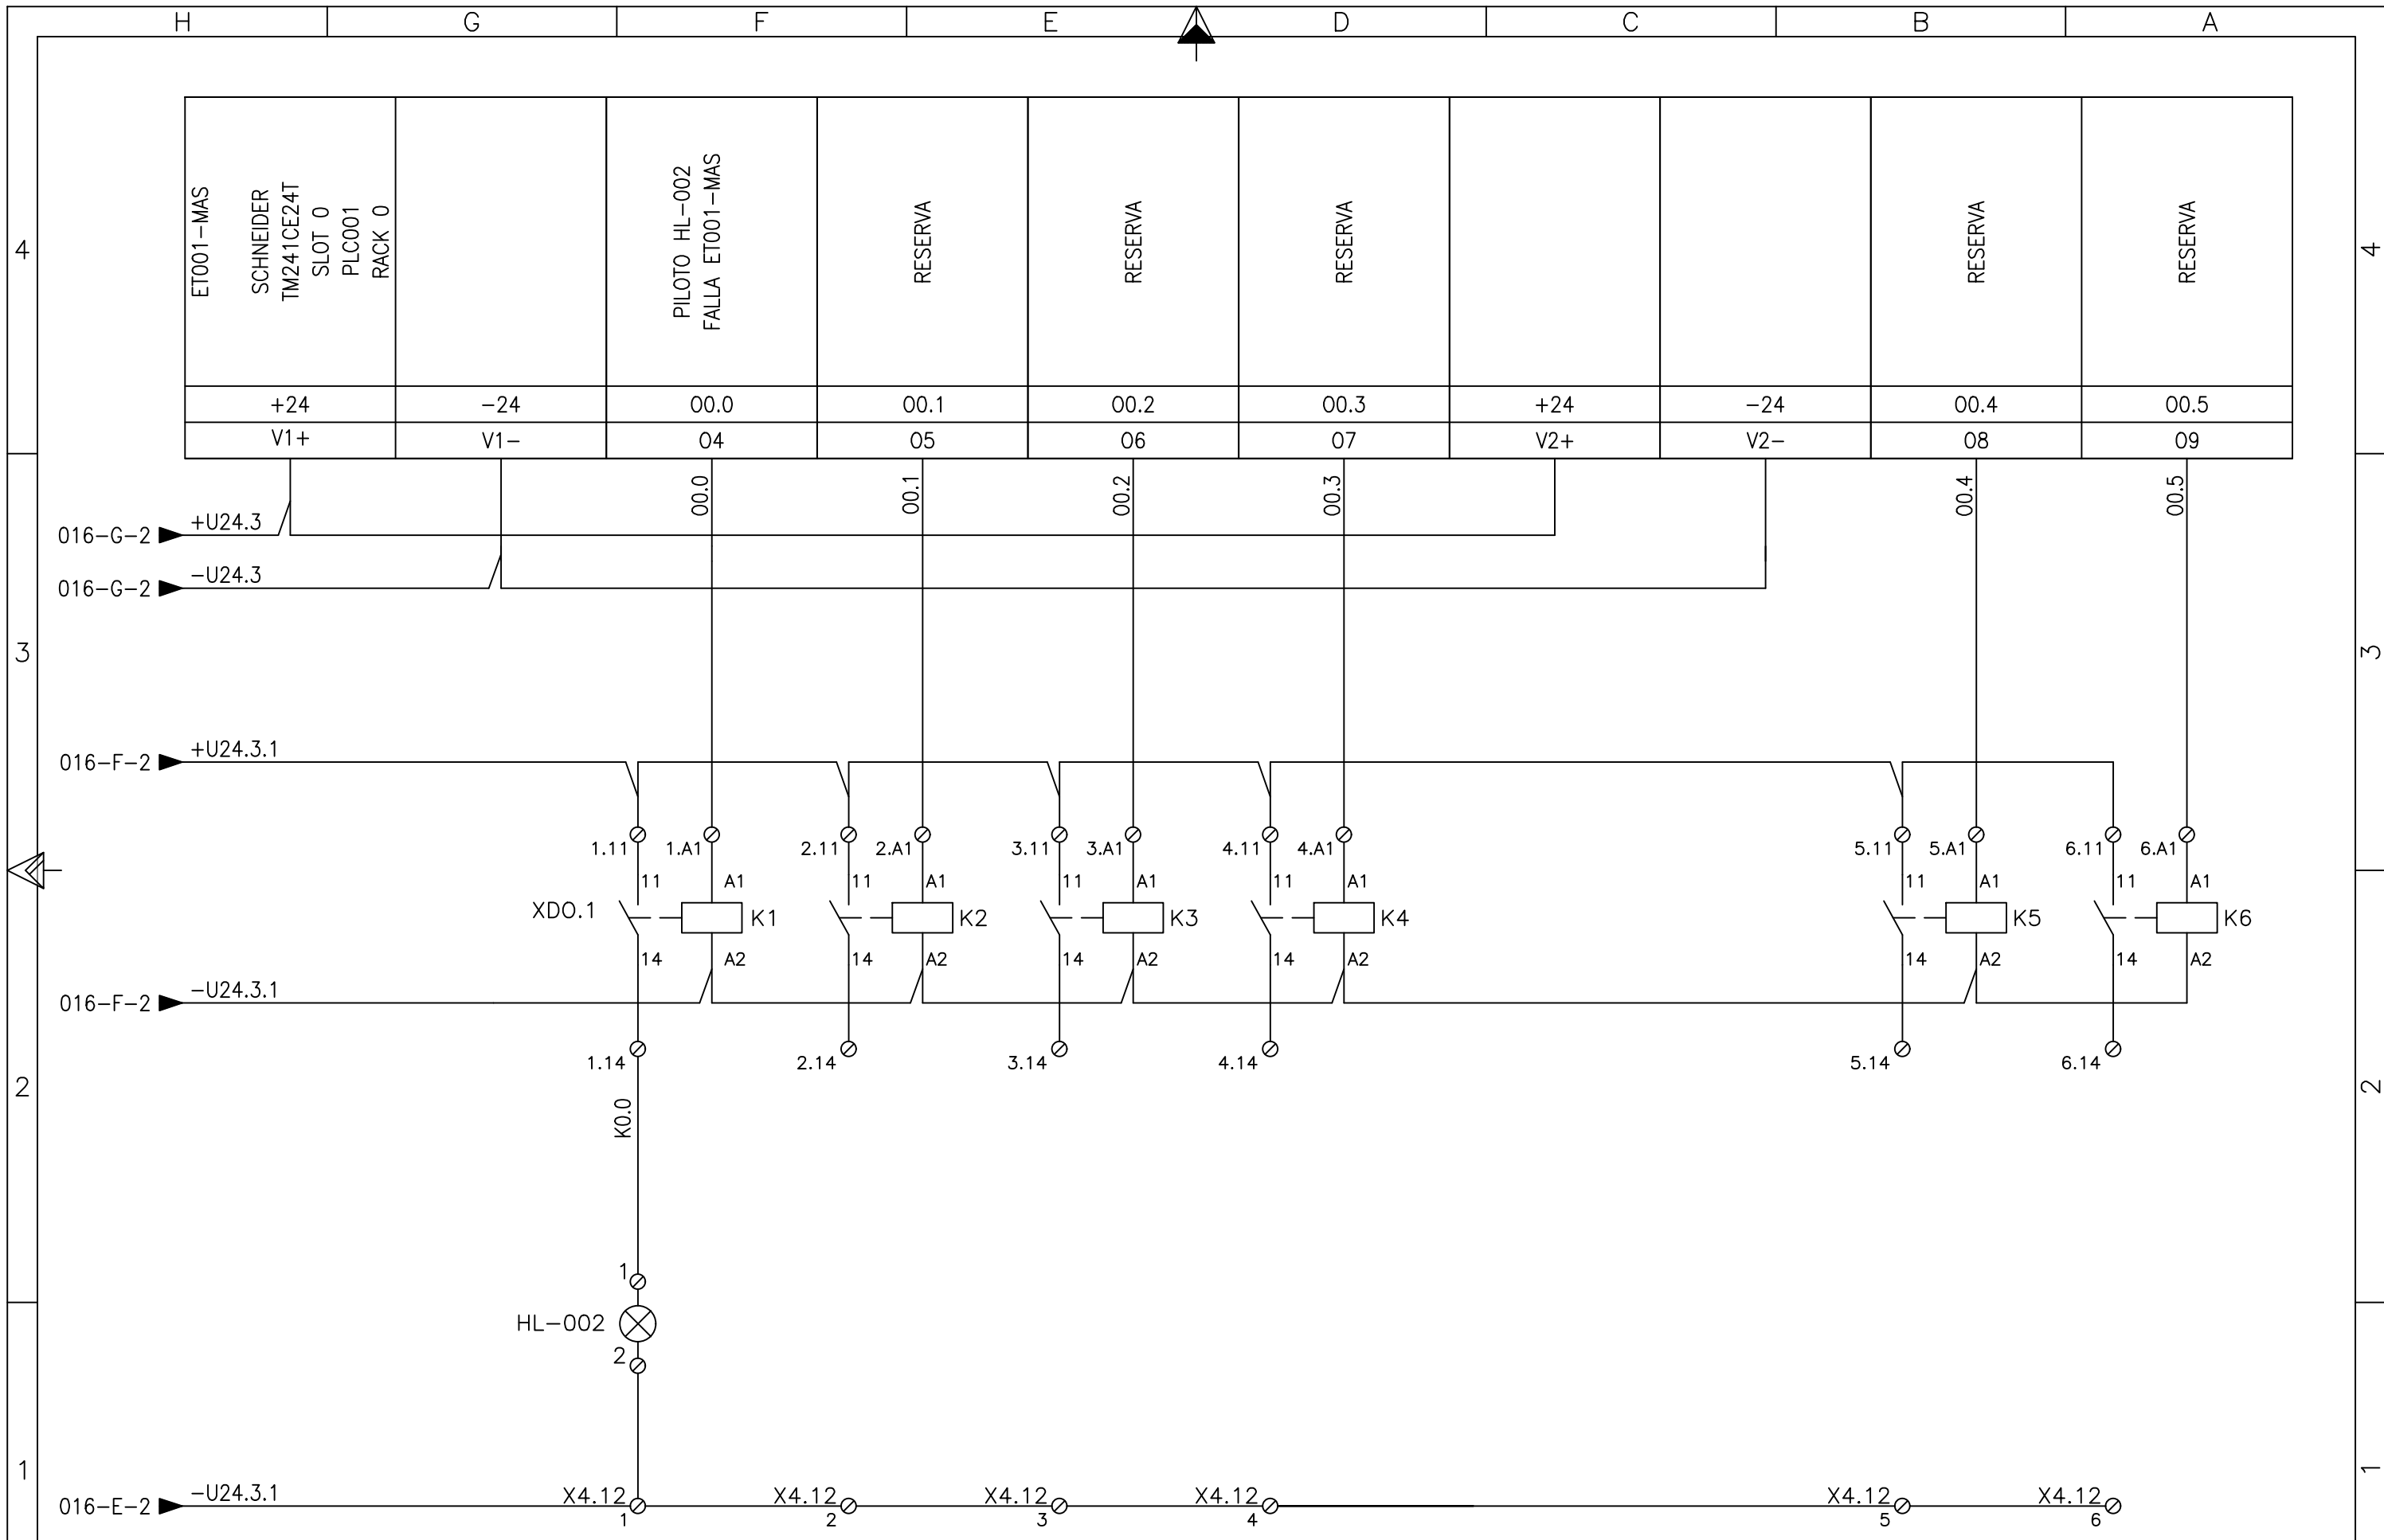 H G F E D C B A
4 4
ET001-MAS
SCHNEIDER
TM241CE24T
SLOT 0
PLC001
RACK 0
PILOTO HL-002
FALLA ET001-MAS
RESERVA
RESERVA
RESERVA
RESERVA
RESERVA
+24 -24 00.0 00.1 00.2 00.3 +24 -24 00.4 00.5
V1+ V1- 04 05 06 07 V2+ V2- 08 09
00.0 00.1 00.2 00.3 00.4 00.5
016-G-2 +U24.3
016-G-2 -U24.3
3 3
016-F-2 +U24.3.1
1.11 1.A1 2.11 2.A1 3.11 3.A1 4.11 4.A1 5.11 5.A1 6.11 6.A1
11 A1 11 A1 11 A1 11 A1 11 A1 11 A1
XDO.1 K1 K2 K3 K4 K5 K6
14 A2 14 A2 14 A2 14 A2 14 A2 14 A2
016-F-2 -U24.3.1
1.14 2.14 3.14 4.14 5.14 6.14
2 2
K0.0
1
HL-002
2
1 1
016-E-2 -U24.3.1 X4.12 X4.12 X4.12 X4.12 X4.12 X4.12
1 2 3 4 5 6